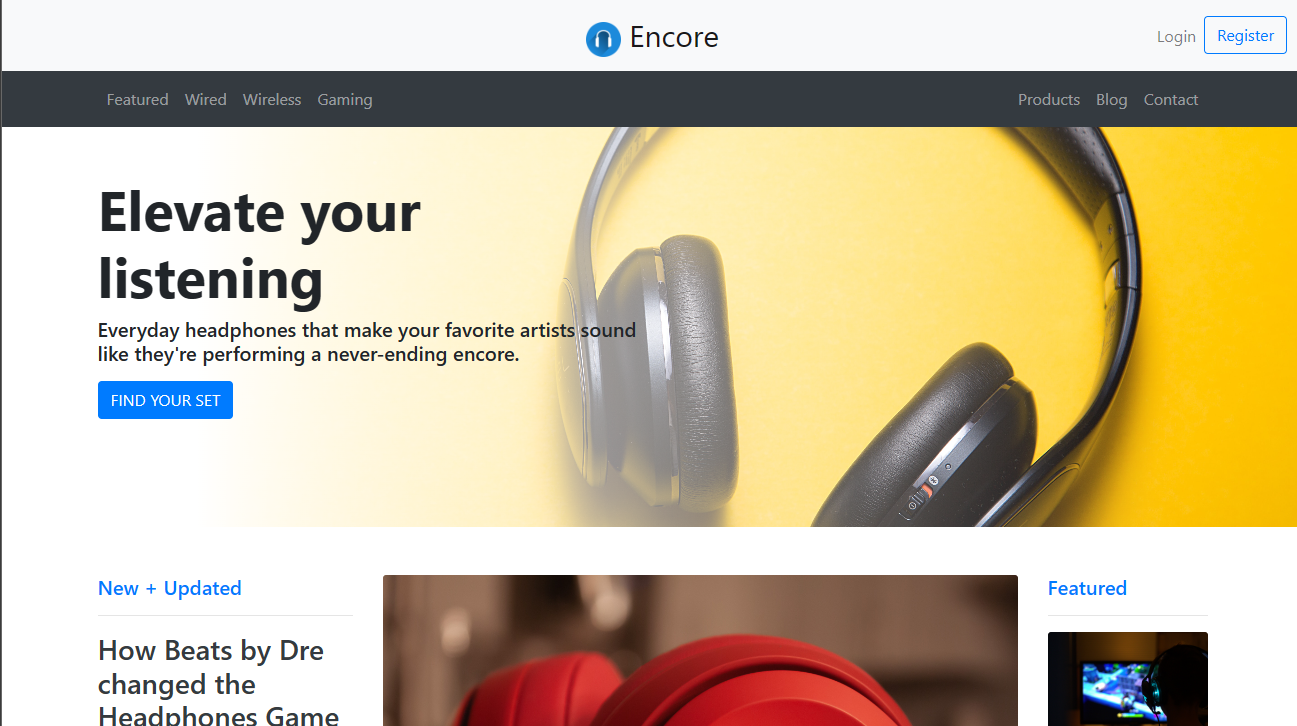 Encore
Login
Register
Featured
Wired
Wireless
Gaming
Products
Blog
Contact
Elevate your
listening
Everyday headphones that make your favorite artists sound
like they're performing a never-ending encore.
FIND YOUR SET
New + Updated
How Beats by Dre
changed the
Headphones Game
Featured